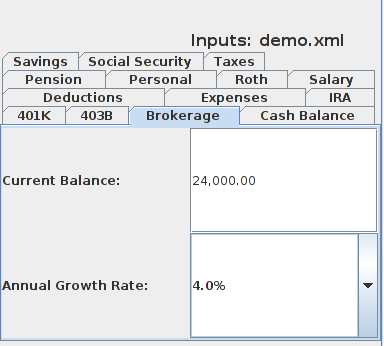 Inputs: demo.xml
Savings Social Security Taxes
Pension Personal Roth Salary
Deductions Expenses IRA
401K 403B Brokerage Cash Balance
Current Balance: 24,000.00
Annual Growth Rate: 4.0%